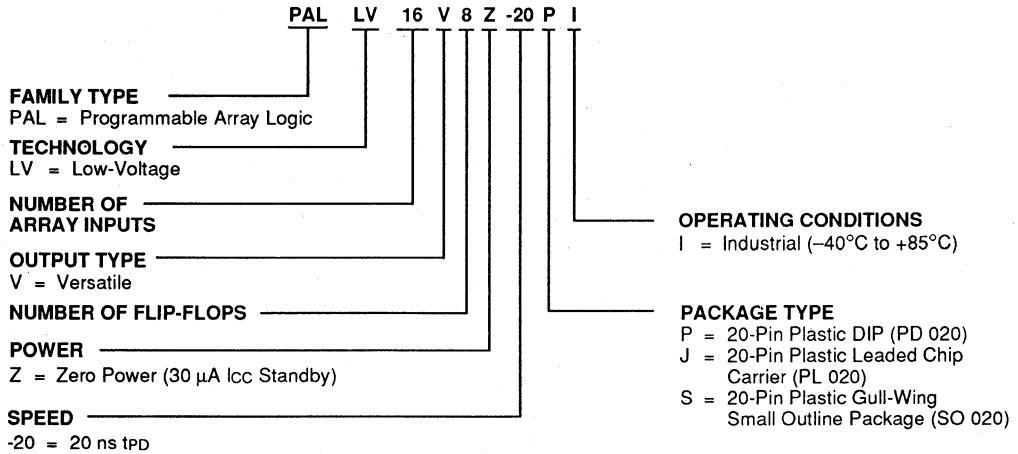 PAL LV 16 V 8 Z -20 P I
FAMILY TYPE
PAL = Programmable Array Logic
TECHNOLOGY
LV = Low-Voltage
NUMBER OF
ARRAY INPUTS
OUTPUT TYPE
V = Versatile
NUMBER OF FLIP-FLOPS
POWER
Z = Zero Power (30 µA ICC Standby)
SPEED
-20 = 20 ns tPD
OPERATING CONDITIONS
I = Industrial (–40°C to +85°C)
PACKAGE TYPE
P = 20-Pin Plastic DIP (PD 020)
J = 20-Pin Plastic Leaded Chip
Carrier (PL 020)
S = 20-Pin Plastic Gull-Wing
Small Outline Package (SO 020)